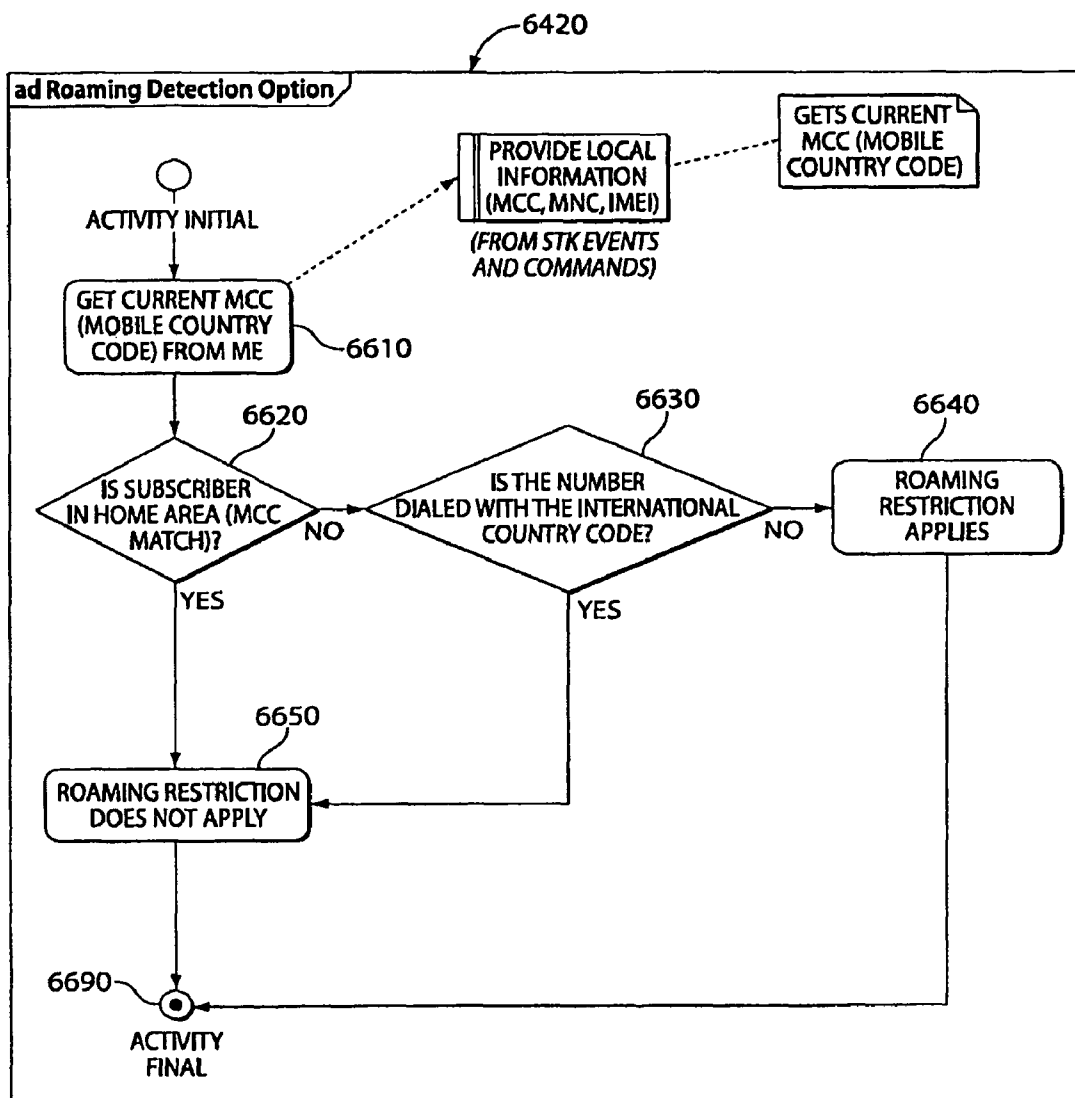 6420
ad Roaming Detection Option
ACTIVITY INITIAL
PROVIDE LOCAL
INFORMATION
(MCC, MNC, IMEI)
(FROM STK EVENTS
AND COMMANDS)
GETS CURRENT
MCC (MOBILE
COUNTRY CODE)
GET CURRENT MCC
(MOBILE COUNTRY
CODE) FROM ME
6610
6620
IS SUBSCRIBER
IN HOME AREA (MCC
MATCH)?
NO
YES
6630
IS THE NUMBER
DIALED WITH THE INTERNATIONAL
COUNTRY CODE?
NO
YES
6640
ROAMING
RESTRICTION
APPLIES
6650
ROAMING RESTRICTION
DOES NOT APPLY
6690
ACTIVITY
FINAL